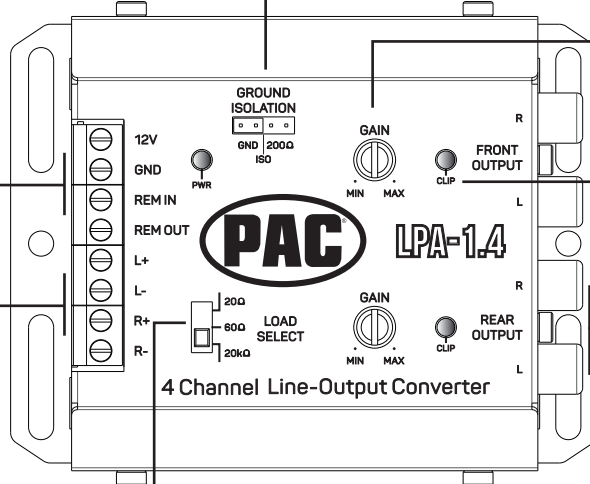 GROUND
ISOLATION
GND 200Ω
ISO
PWR
12V
GND
REM IN
REM OUT
L+
L-
R+
R-
GAIN
MIN MAX
CLIP
R
FRONT
OUTPUT
L
PAC
LPA-1.4
20Ω
60Ω
20kΩ
LOAD
SELECT
GAIN
MIN MAX
CLIP
R
REAR
OUTPUT
L
4 Channel Line-Output Converter